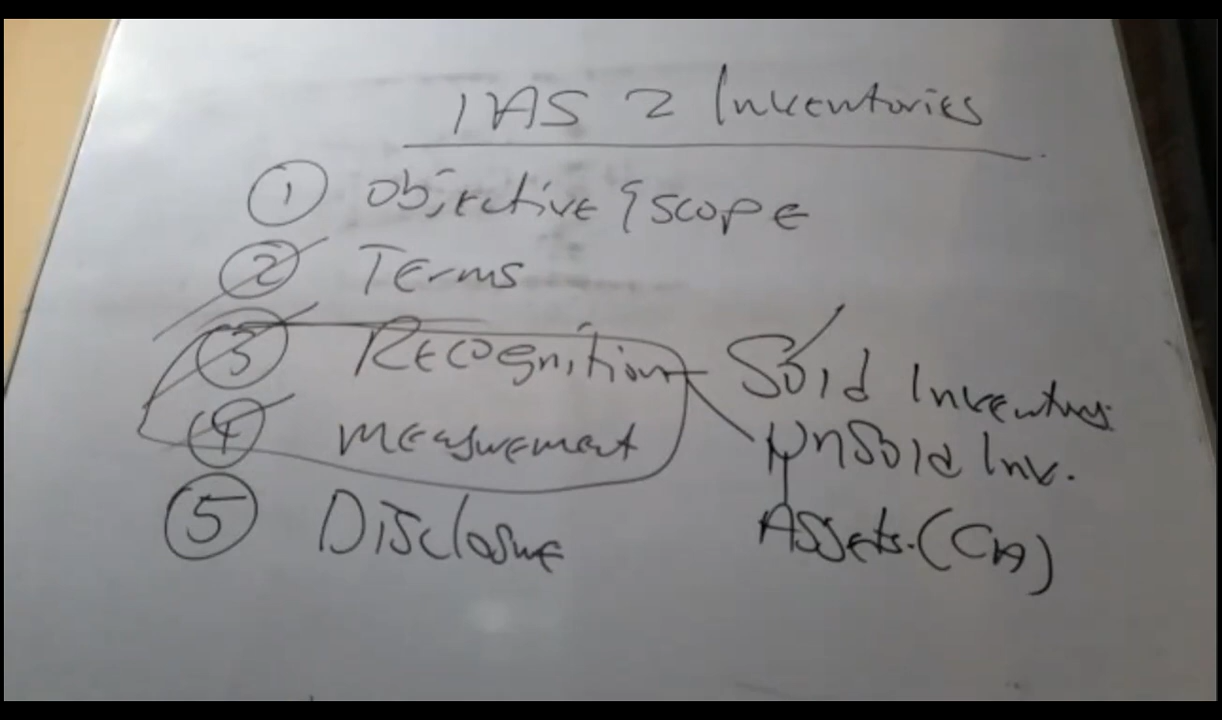 IAS 2 Inventories
① Objective & Scope
② Terms
③ Recognition
④ Measurement
⑤ Disclosure
Sold Inventory
Unsold Inv.
Assets. (CA)